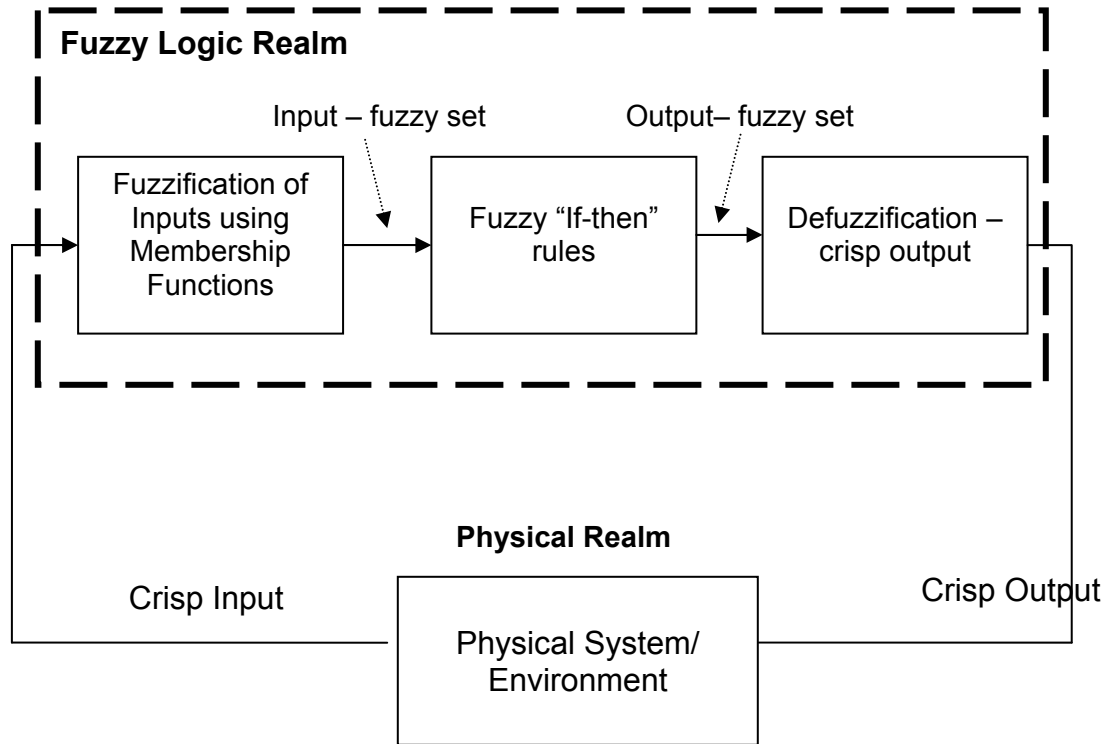 Fuzzy Logic Realm
Input – fuzzy set
Output– fuzzy set
Fuzzification of
Inputs using
Membership
Functions
Fuzzy “If-then”
rules
Defuzzification –
crisp output
Physical Realm
Crisp Input
Crisp Output
Physical System/
Environment